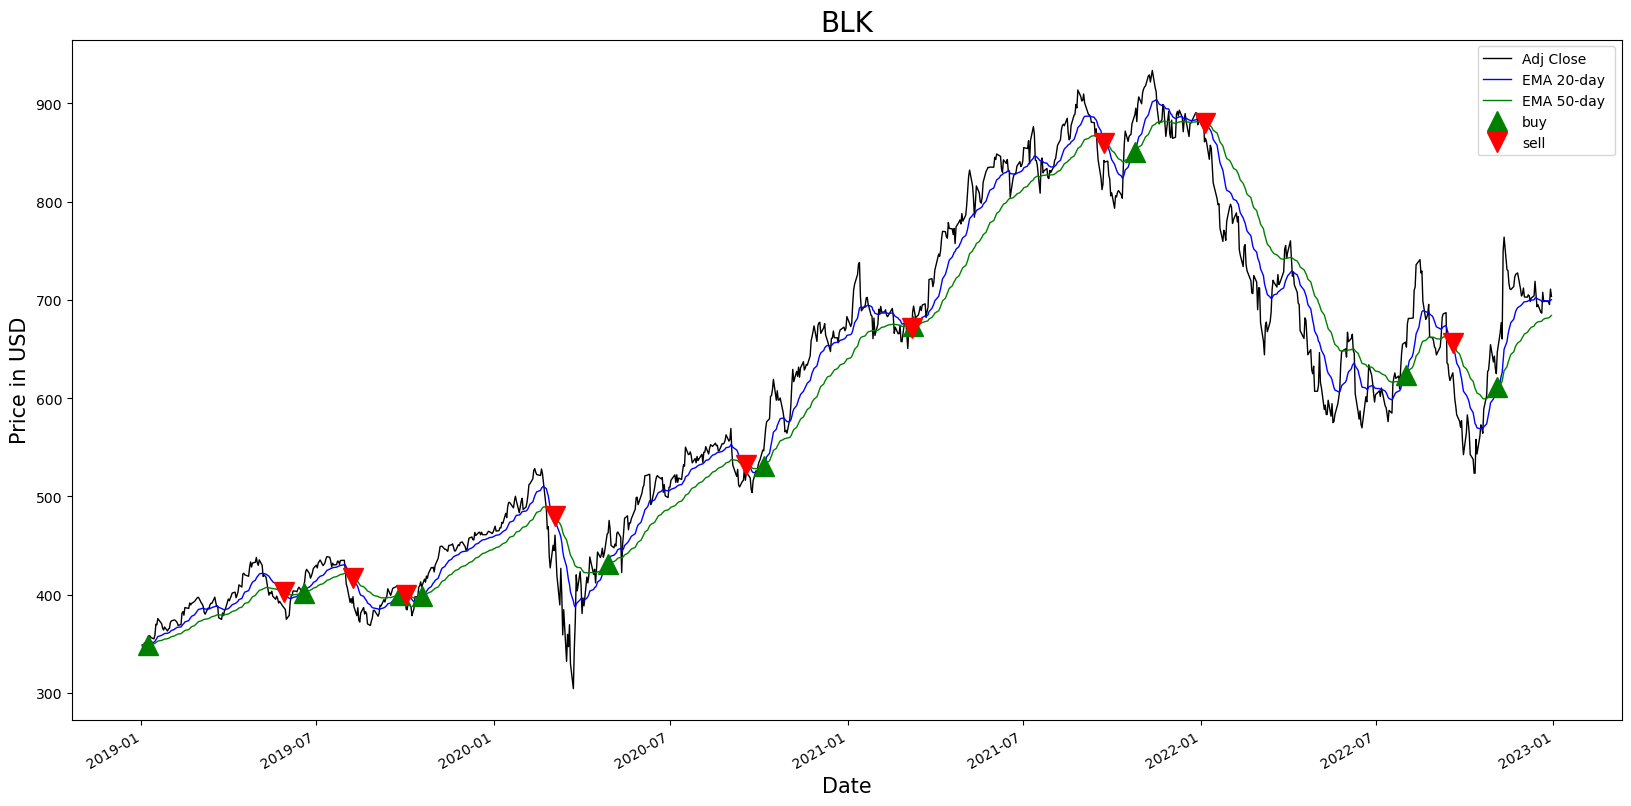 BLK
Adj Close
EMA 20-day
EMA 50-day
buy
sell
Price in USD
900
800
700
600
500
400
300
2019-01
2019-07
2020-01
2020-07
2021-01
2021-07
2022-01
2022-07
2023-01
Date